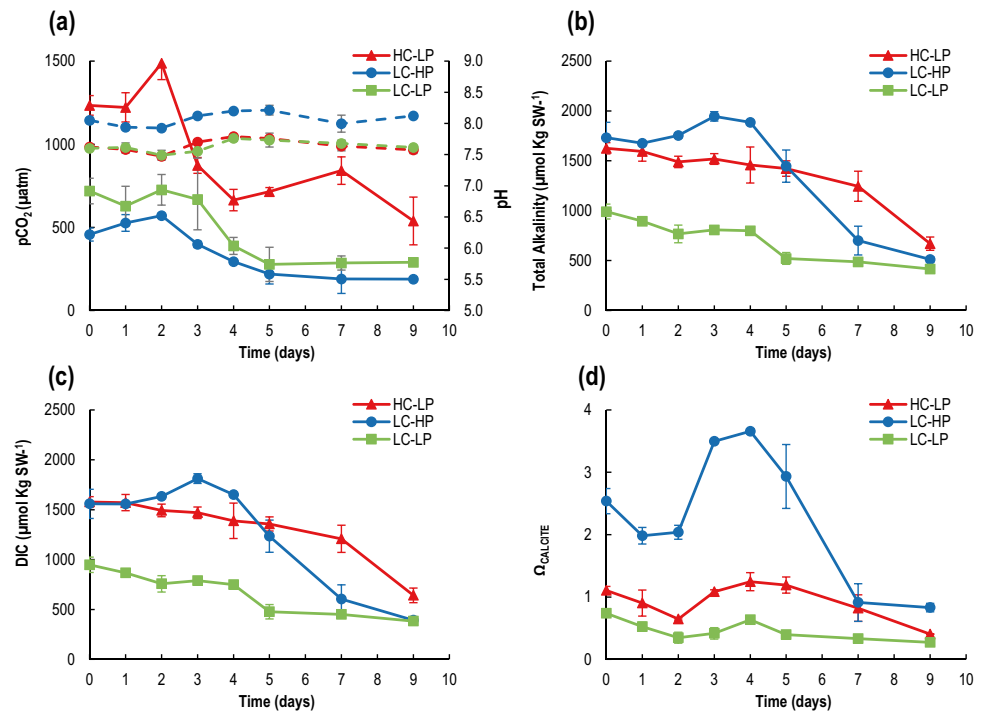 (a)
HC-LP
LC-HP
LC-LP
1500
1000
500
0
9.0
8.5
8.0
7.5
7.0
6.5
6.0
5.5
5.0
pCO₂ (µatm)
pH
0 1 2 3 4 5 6 7 8 9 10
Time (days)
(b)
HC-LP
LC-HP
LC-LP
2500
2000
1500
1000
500
0
Total Alkalinity (µmol Kg SW-¹)
0 1 2 3 4 5 6 7 8 9 10
Time (days)
(c)
HC-LP
LC-HP
LC-LP
2500
2000
1500
1000
500
0
DIC (µmol Kg SW-¹)
0 1 2 3 4 5 6 7 8 9 10
Time (days)
(d)
HC-LP
LC-HP
LC-LP
4
3
2
1
0
Ω CALCITE
0 1 2 3 4 5 6 7 8 9 10
Time (days)